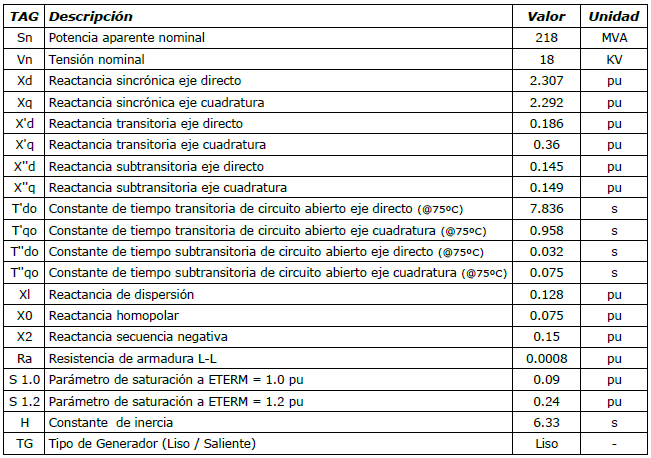 TAG Descripción Valor Unidad
Sn Potencia aparente nominal 218 MVA
Vn Tensión nominal 18 KV
Xd Reactancia sincrónica eje directo 2.307 pu
Xq Reactancia sincrónica eje cuadratura 2.292 pu
X'd Reactancia transitoria eje directo 0.186 pu
X'q Reactancia transitoria eje cuadratura 0.36 pu
X"d Reactancia subtransitoria eje directo 0.145 pu
X"q Reactancia subtransitoria eje cuadratura 0.149 pu
T'do Constante de tiempo transitoria de circuito abierto eje directo (@75ºC) 7.836 s
T'qo Constante de tiempo transitoria de circuito abierto eje cuadratura (@75ºC) 0.958 s
T"do Constante de tiempo subtransitoria de circuito abierto eje directo (@75ºC) 0.032 s
T"qo Constante de tiempo subtransitoria de circuito abierto eje cuadratura (@75ºC) 0.075 s
Xl Reactancia de dispersión 0.128 pu
X0 Reactancia homopolar 0.075 pu
X2 Reactancia secuencia negativa 0.15 pu
Ra Resistencia de armadura L-L 0.0008 pu
S 1.0 Parámetro de saturación a ETERM = 1.0 pu 0.09 pu
S 1.2 Parámetro de saturación a ETERM = 1.2 pu 0.24 pu
H Constante de inercia 6.33 s
TG Tipo de Generador (Liso / Saliente) Liso -